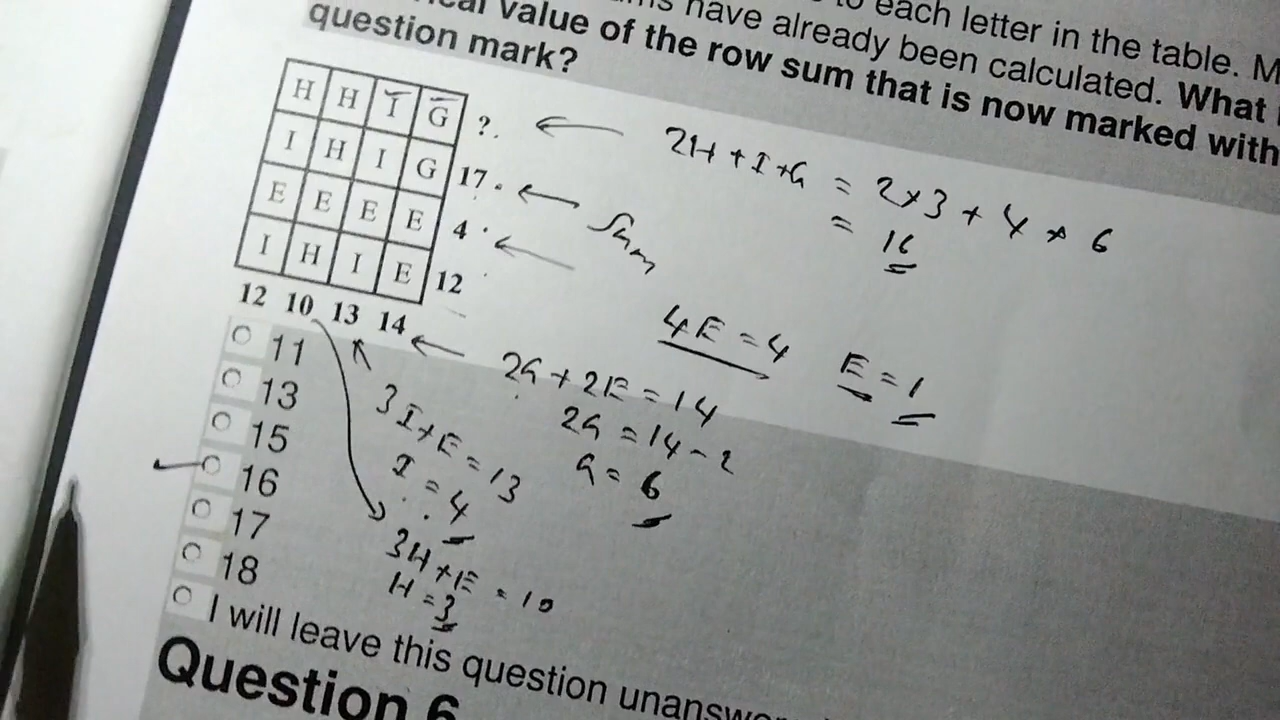 to each letter in the table. M
have already been calculated. What
value of the row sum that is now marked with
question mark?
H H I G ?
I H I G 17
E E E E 4
I H I E 12
12 10 13 14
11
13
15
16
17
18
I will leave this question unanswe
Question 6
2H + I + G = 2 x 3 + 4 + 6
= 16
Sum
4E = 4 E = 1
2G + 2E = 14
2G = 14 - 2
G = 6
3I + E = 13
I = 4
3H + E = 10
H = 3